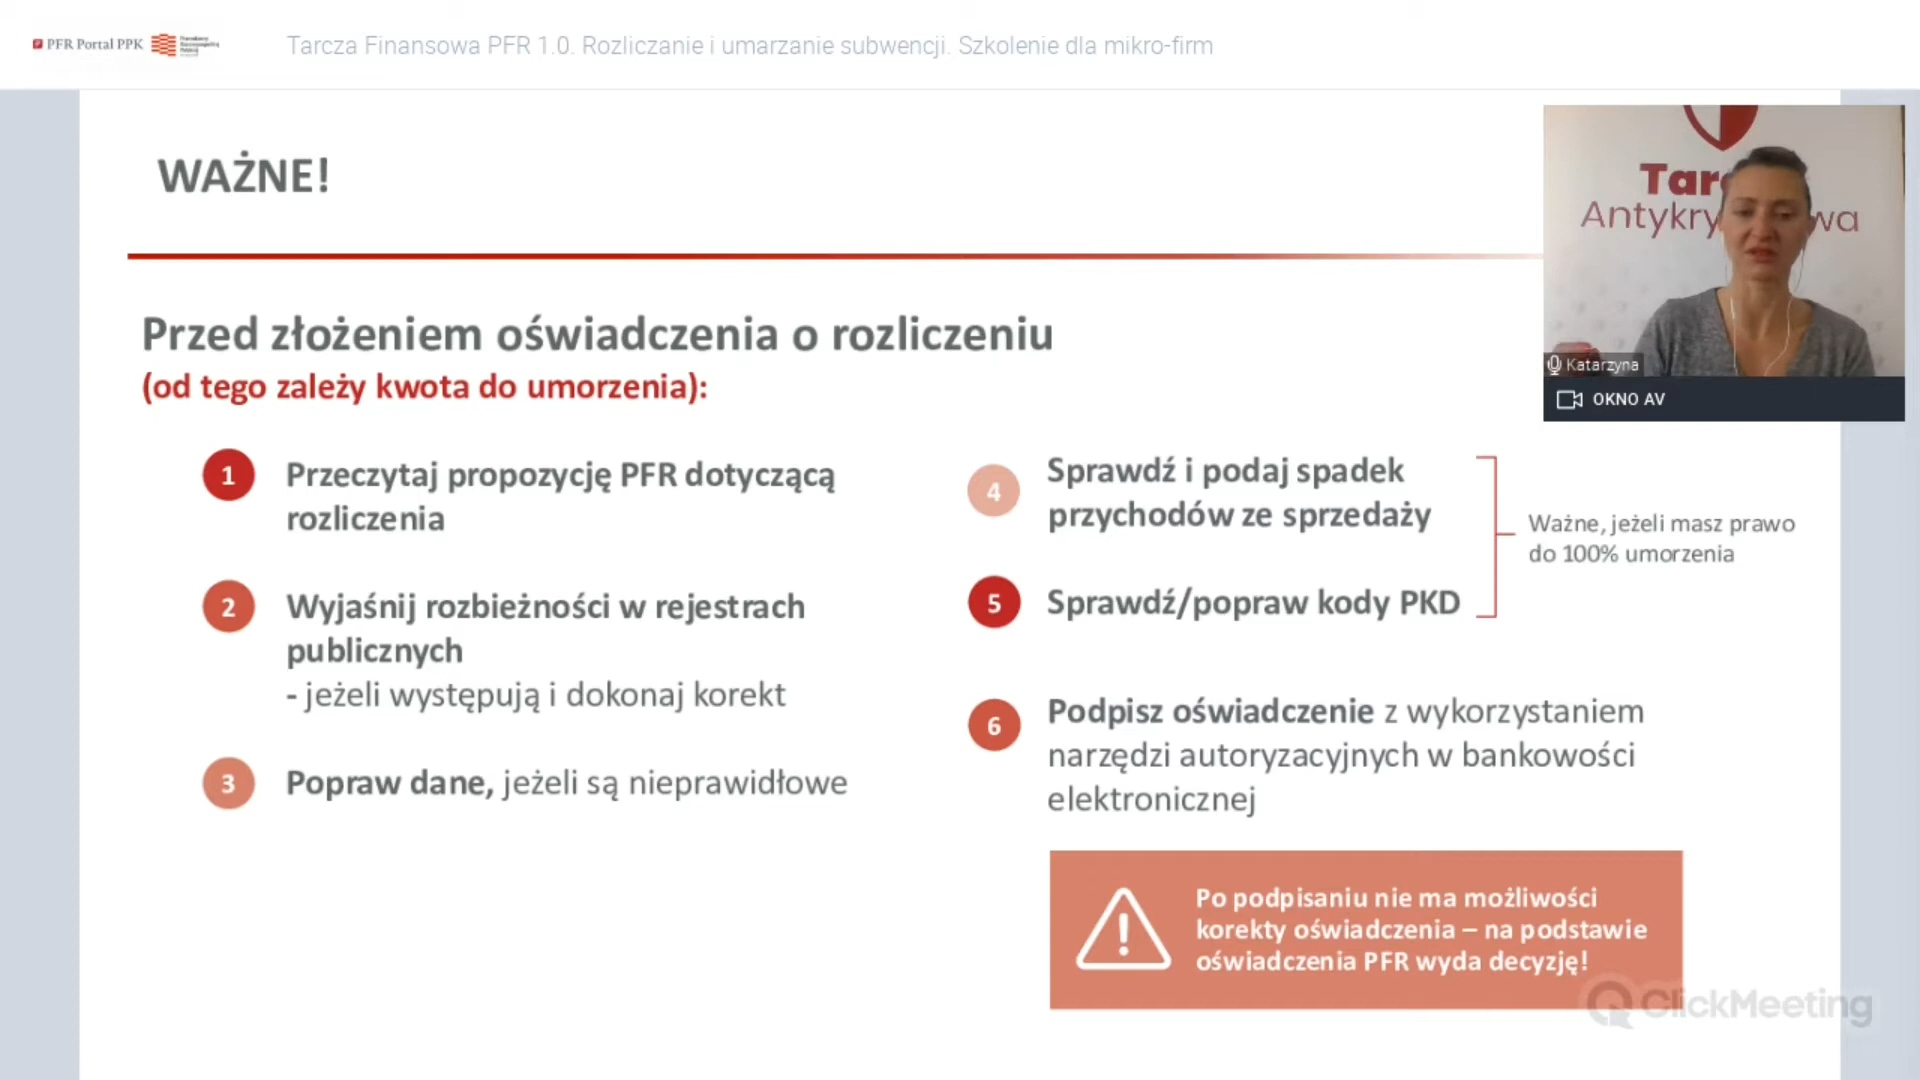 PFR Portal PPK
Tarcza Finansowa PFR 1.0. Rozliczanie i umarzanie subwencji. Szkolenie dla mikro-firm
WAŻNE!
Przed złożeniem oświadczenia o rozliczeniu
(od tego zależy kwota do umorzenia):
1 Przeczytaj propozycję PFR dotyczącą
rozliczenia
2 Wyjaśnij rozbieżności w rejestrach
publicznych
- jeżeli występują i dokonaj korekt
3 Popraw dane, jeżeli są nieprawidłowe
4 Sprawdź i podaj spadek
przychodów ze sprzedaży
5 Sprawdź/popraw kody PKD
Ważne, jeżeli masz prawo
do 100% umorzenia
6 Podpisz oświadczenie z wykorzystaniem
narzędzi autoryzacyjnych w bankowości
elektronicznej
Po podpisaniu nie ma możliwości
korekty oświadczenia – na podstawie
oświadczenia PFR wyda decyzję!
Katarzyna
OKNO AV
ClickMeeting